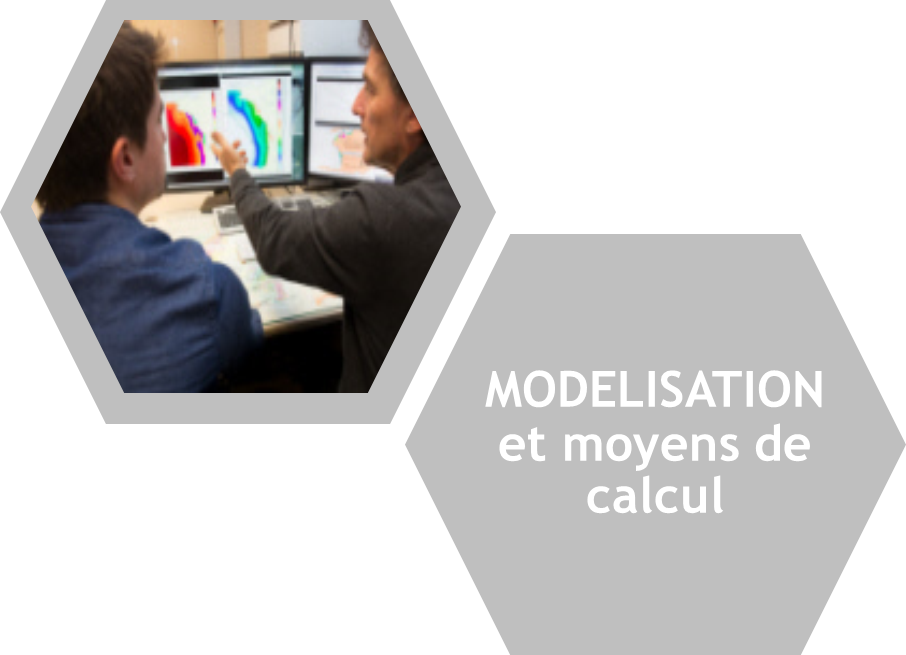 MODELISATION
et moyens de
calcul